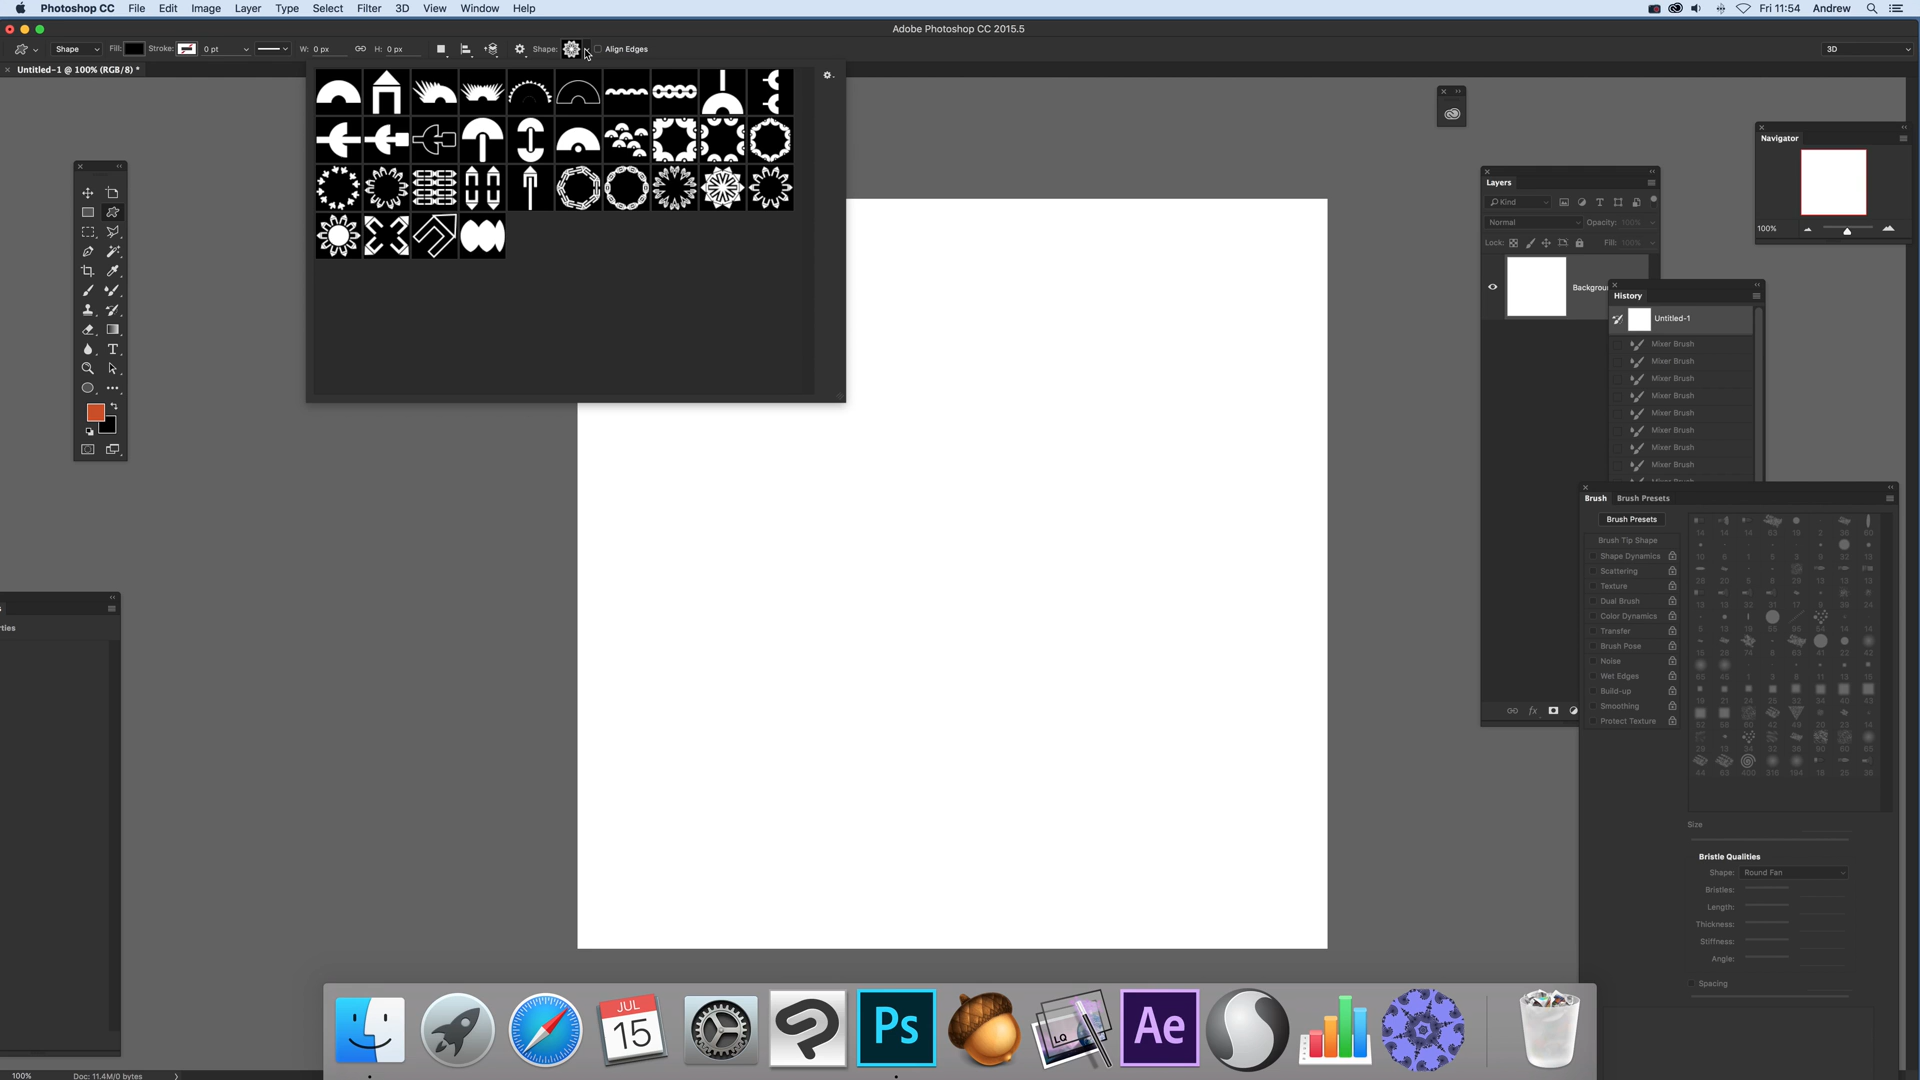 Photoshop CC File Edit Image Layer Type Select Filter 3D View Window Help Fri 11:54 Andrew
Adobe Photoshop CC 2015.5
Shape Fill: Stroke: 0 pt W: 0 px H: 0 px Shape: Align Edges 3D
Untitled-1 @ 100% (RGB/8) *
Navigator
100%
Layers
Kind
Normal Opacity: 100%
Lock: Fill: 100%
Backgrou
History
Untitled-1
Mixer Brush
Mixer Brush
Mixer Brush
Mixer Brush
Mixer Brush
Mixer Brush
Mixer Brush
Mixer Brush
Brush Brush Presets
Brush Presets
Brush Tip Shape
Shape Dynamics
Scattering
Texture
Dual Brush
Color Dynamics
Transfer
Brush Pose
Noise
Wet Edges
Build-up
Smoothing
Protect Texture
Size
Bristle Qualities
Shape: Round Fan
Bristles:
Length:
Thickness:
Stiffness:
Angle:
Spacing
rties
fx
JUL
15
Ps
LQ
Ae
100% Doc: 11.4M/0 bytes